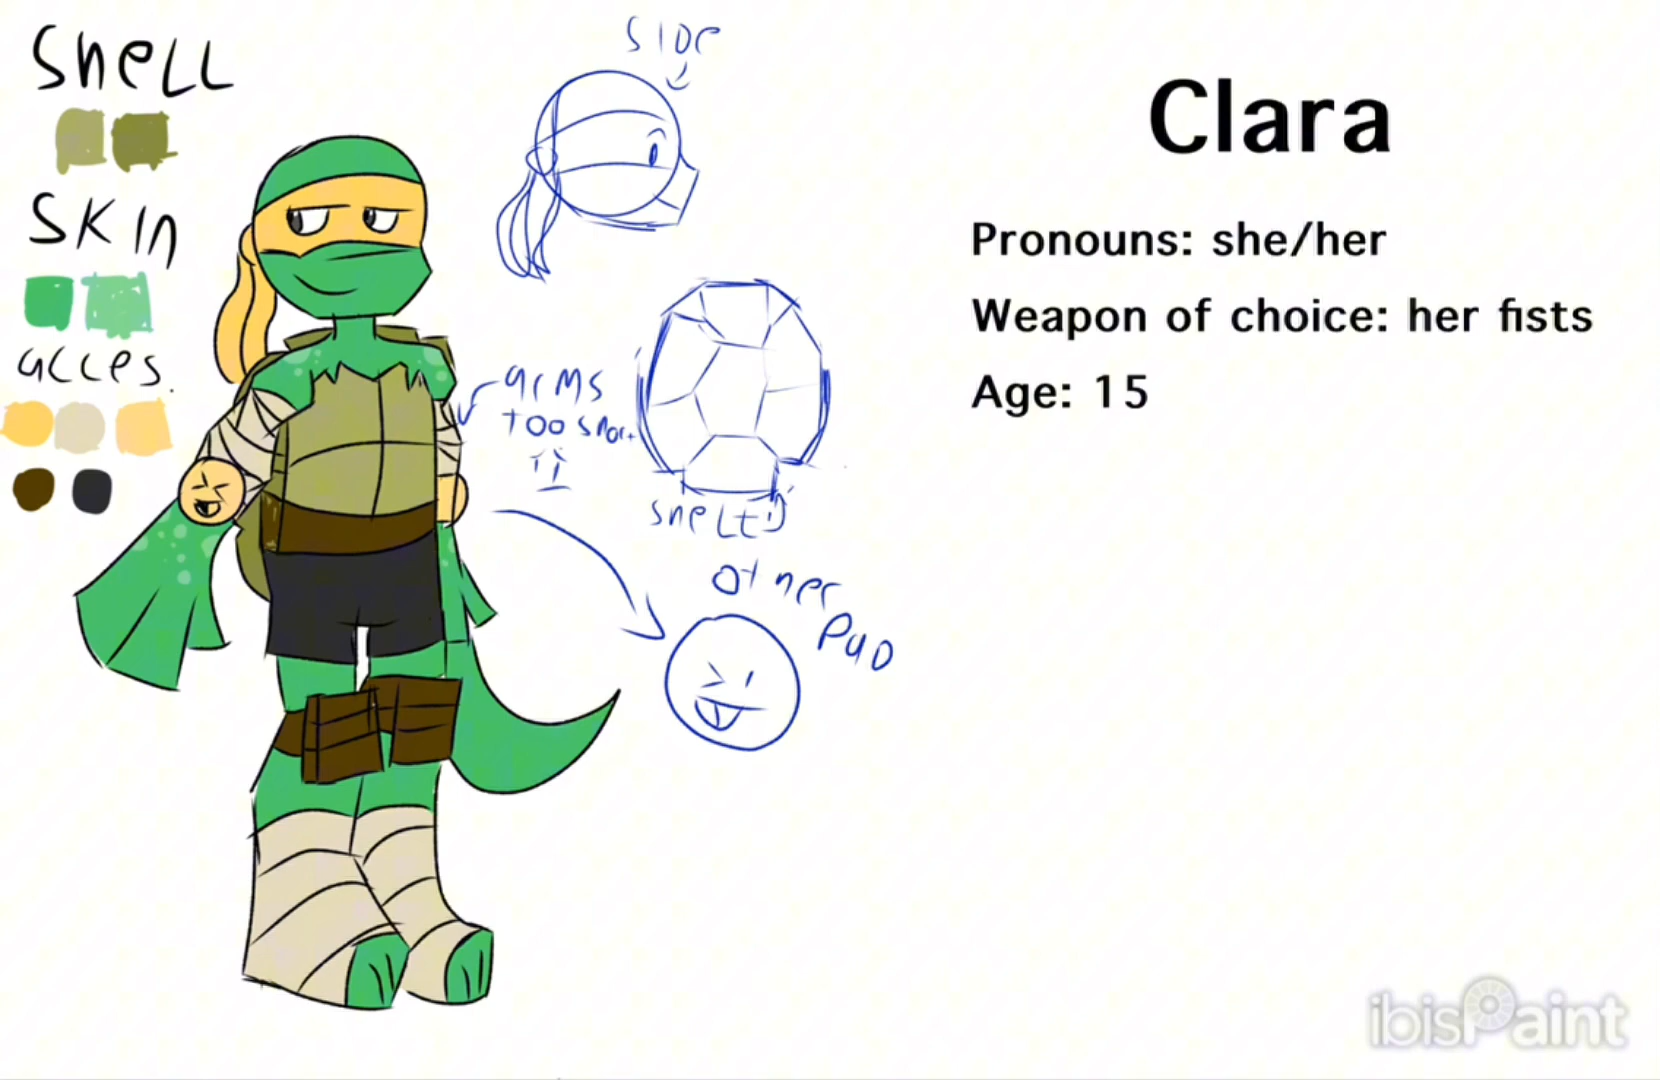 Shell
Skin
acces.
Side
arms
too short
shell :D
other
pad
Clara
Pronouns: she/her
Weapon of choice: her fists
Age: 15
ibisPaint